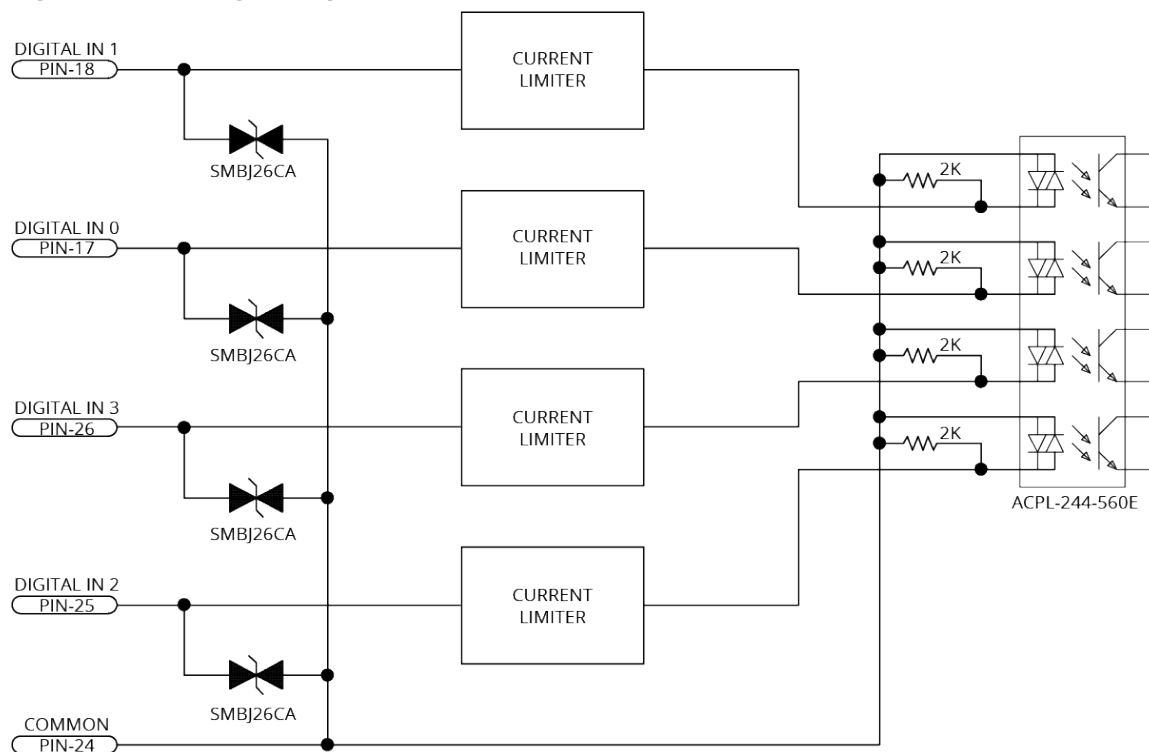 DIGITAL IN 1
PIN-18
CURRENT
LIMITER
SMBJ26CA
2K
DIGITAL IN 0
PIN-17
CURRENT
LIMITER
SMBJ26CA
2K
DIGITAL IN 3
PIN-26
CURRENT
LIMITER
SMBJ26CA
2K
2K
ACPL-244-560E
DIGITAL IN 2
PIN-25
CURRENT
LIMITER
SMBJ26CA
COMMON
PIN-24